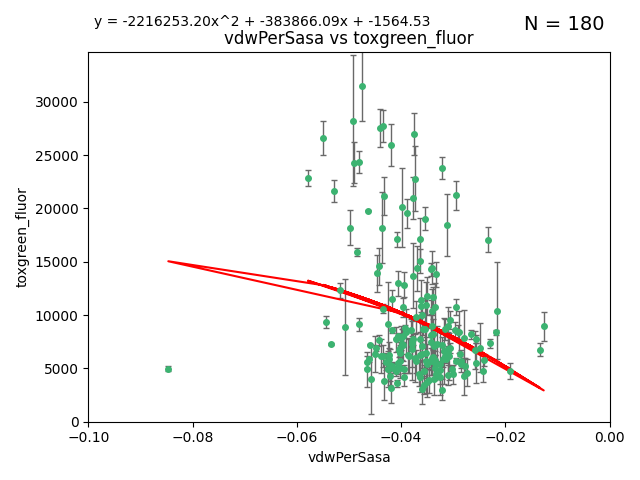 y = -2216253.20x^2 + -383866.09x + -1564.53
N = 180
vdwPerSasa vs toxgreen_fluor
toxgreen_fluor
30000
25000
20000
15000
10000
5000
0
−0.10
−0.08
−0.06
−0.04
−0.02
0.00
vdwPerSasa